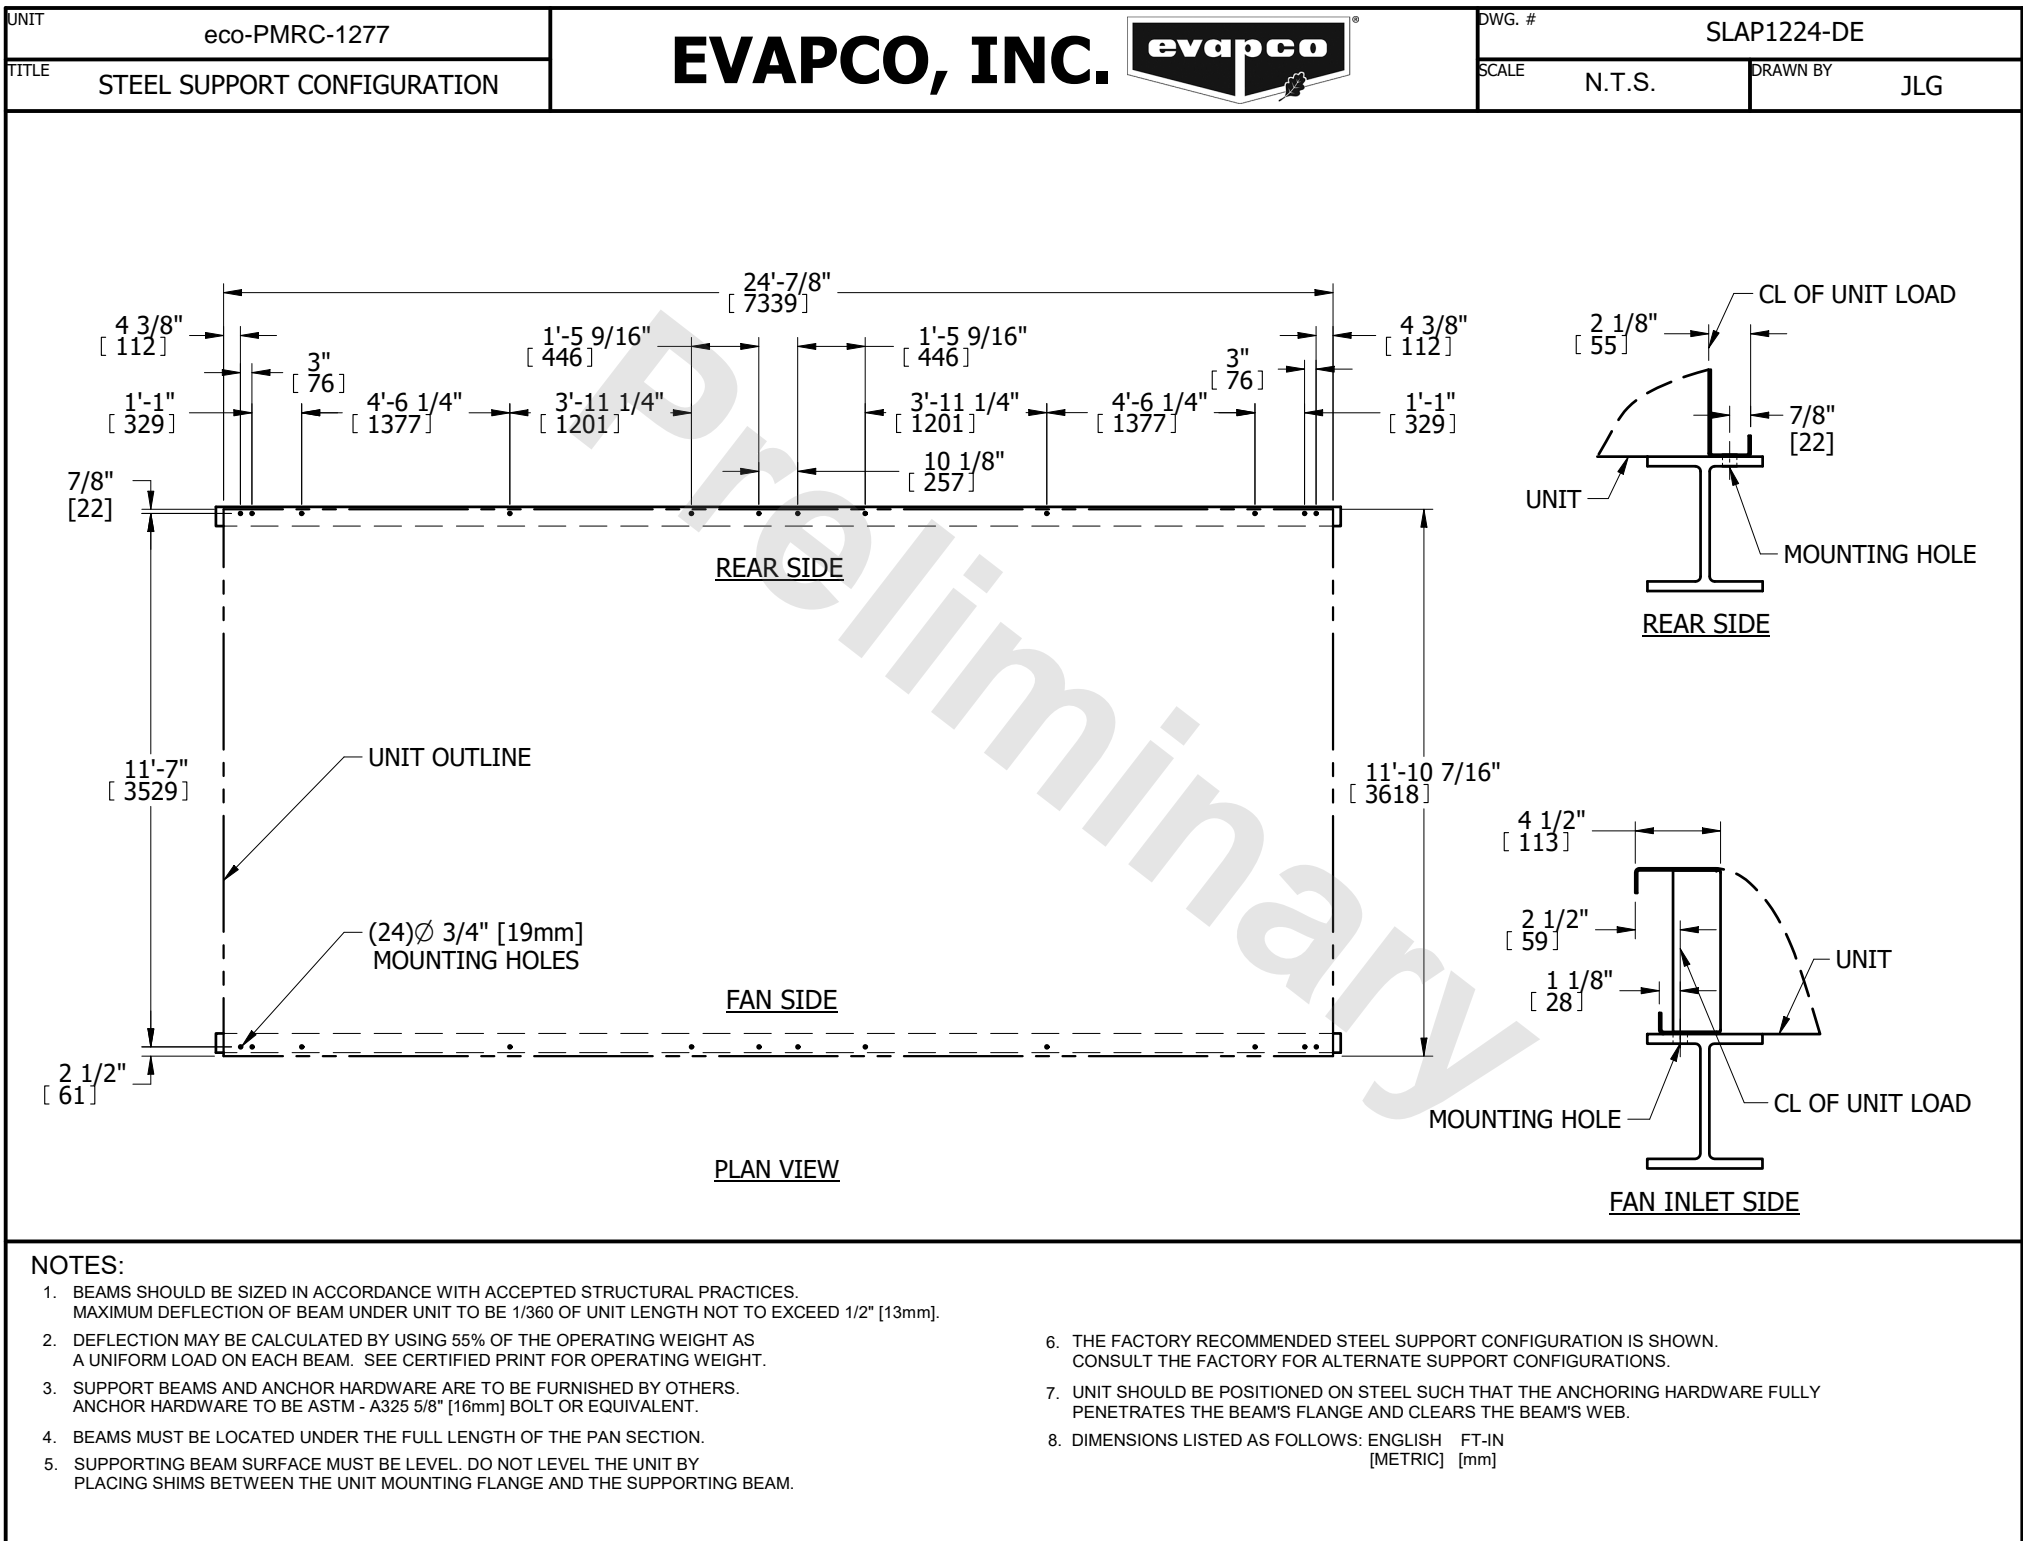 UNIT
eco-PMRC-1277
TITLE
STEEL SUPPORT CONFIGURATION
EVAPCO, INC.
evapco
®
DWG. #
SLAP1224-DE
SCALE
N.T.S.
DRAWN BY
JLG
24'-7/8"
[ 7339]
4 3/8"
[ 112]
3"
[ 76]
1'-5 9/16"
[ 446]
1'-5 9/16"
[ 446]
3"
[ 76]
4 3/8"
[ 112]
1'-1"
[ 329]
4'-6 1/4"
[ 1377]
3'-11 1/4"
[ 1201]
3'-11 1/4"
[ 1201]
4'-6 1/4"
[ 1377]
1'-1"
[ 329]
10 1/8"
[ 257]
7/8"
[22]
REAR SIDE
UNIT OUTLINE
11'-7"
[ 3529]
11'-10 7/16"
[ 3618]
(24)Ø 3/4" [19mm]
MOUNTING HOLES
FAN SIDE
2 1/2"
[ 61]
PLAN VIEW
Preliminary
CL OF UNIT LOAD
2 1/8"
[ 55]
7/8"
[22]
UNIT
MOUNTING HOLE
REAR SIDE
4 1/2"
[ 113]
2 1/2"
[ 59]
1 1/8"
[ 28]
UNIT
CL OF UNIT LOAD
MOUNTING HOLE
FAN INLET SIDE
NOTES:
1. BEAMS SHOULD BE SIZED IN ACCORDANCE WITH ACCEPTED STRUCTURAL PRACTICES.
MAXIMUM DEFLECTION OF BEAM UNDER UNIT TO BE 1/360 OF UNIT LENGTH NOT TO EXCEED 1/2" [13mm].
2. DEFLECTION MAY BE CALCULATED BY USING 55% OF THE OPERATING WEIGHT AS
A UNIFORM LOAD ON EACH BEAM. SEE CERTIFIED PRINT FOR OPERATING WEIGHT.
3. SUPPORT BEAMS AND ANCHOR HARDWARE ARE TO BE FURNISHED BY OTHERS.
ANCHOR HARDWARE TO BE ASTM - A325 5/8" [16mm] BOLT OR EQUIVALENT.
4. BEAMS MUST BE LOCATED UNDER THE FULL LENGTH OF THE PAN SECTION.
5. SUPPORTING BEAM SURFACE MUST BE LEVEL. DO NOT LEVEL THE UNIT BY
PLACING SHIMS BETWEEN THE UNIT MOUNTING FLANGE AND THE SUPPORTING BEAM.
6. THE FACTORY RECOMMENDED STEEL SUPPORT CONFIGURATION IS SHOWN.
CONSULT THE FACTORY FOR ALTERNATE SUPPORT CONFIGURATIONS.
7. UNIT SHOULD BE POSITIONED ON STEEL SUCH THAT THE ANCHORING HARDWARE FULLY
PENETRATES THE BEAM'S FLANGE AND CLEARS THE BEAM'S WEB.
8. DIMENSIONS LISTED AS FOLLOWS: ENGLISH FT-IN
[METRIC] [mm]